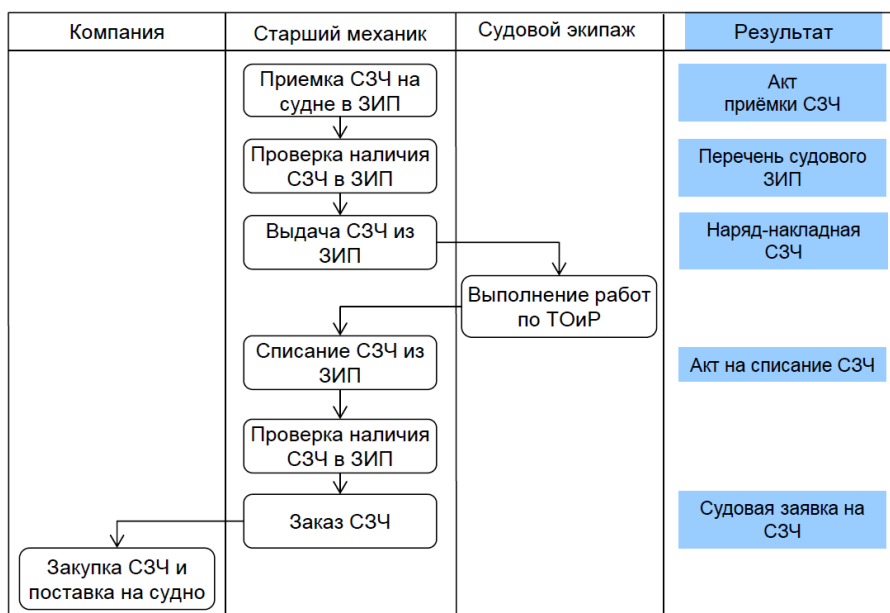 Компания
Старший механик
Судовой экипаж
Результат
Приемка СЗЧ на
судне в ЗИП
Акт
приёмки СЗЧ
Проверка наличия
СЗЧ в ЗИП
Перечень судового
ЗИП
Выдача СЗЧ из
ЗИП
Наряд-накладная
СЗЧ
Выполнение работ
по ТОиР
Списание СЗЧ из
ЗИП
Акт на списание СЗЧ
Проверка наличия
СЗЧ в ЗИП
Заказ СЗЧ
Судовая заявка на
СЗЧ
Закупка СЗЧ и
поставка на судно